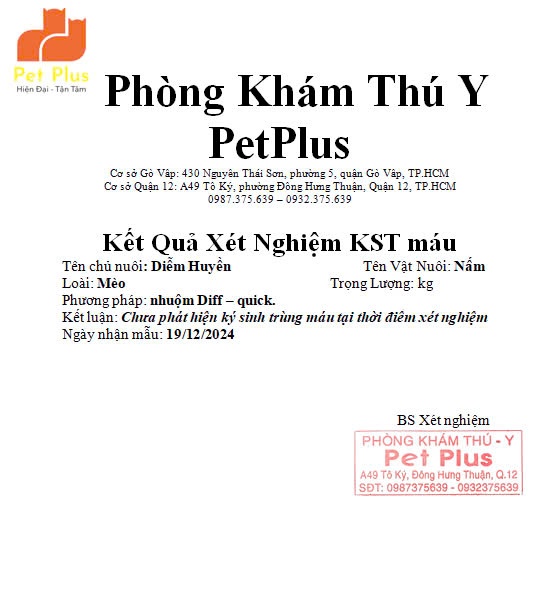 Pet Plus
Hiện Đại - Tận Tâm
Phòng Khám Thú Y
PetPlus
Cơ sở Gò Vấp: 430 Nguyễn Thái Sơn, phường 5, quận Gò Vấp, TP.HCM
Cơ sở Quận 12: A49 Tô Ký, phường Đông Hưng Thuận, Quận 12, TP.HCM
0987.375.639 – 0932.375.639
Kết Quả Xét Nghiệm KST máu
Tên chủ nuôi: Diễm Huyền Tên Vật Nuôi: Nấm
Loài: Mèo Trọng Lượng: kg
Phương pháp: nhuộm Diff – quick.
Kết luận: Chưa phát hiện ký sinh trùng máu tại thời điểm xét nghiệm
Ngày nhận mẫu: 19/12/2024
BS Xét nghiệm
PHÒNG KHÁM THÚ - Y
Pet Plus
A49 Tô Ký, Đông Hưng Thuận, Q.12
SĐT: 0987375639 - 0932375639